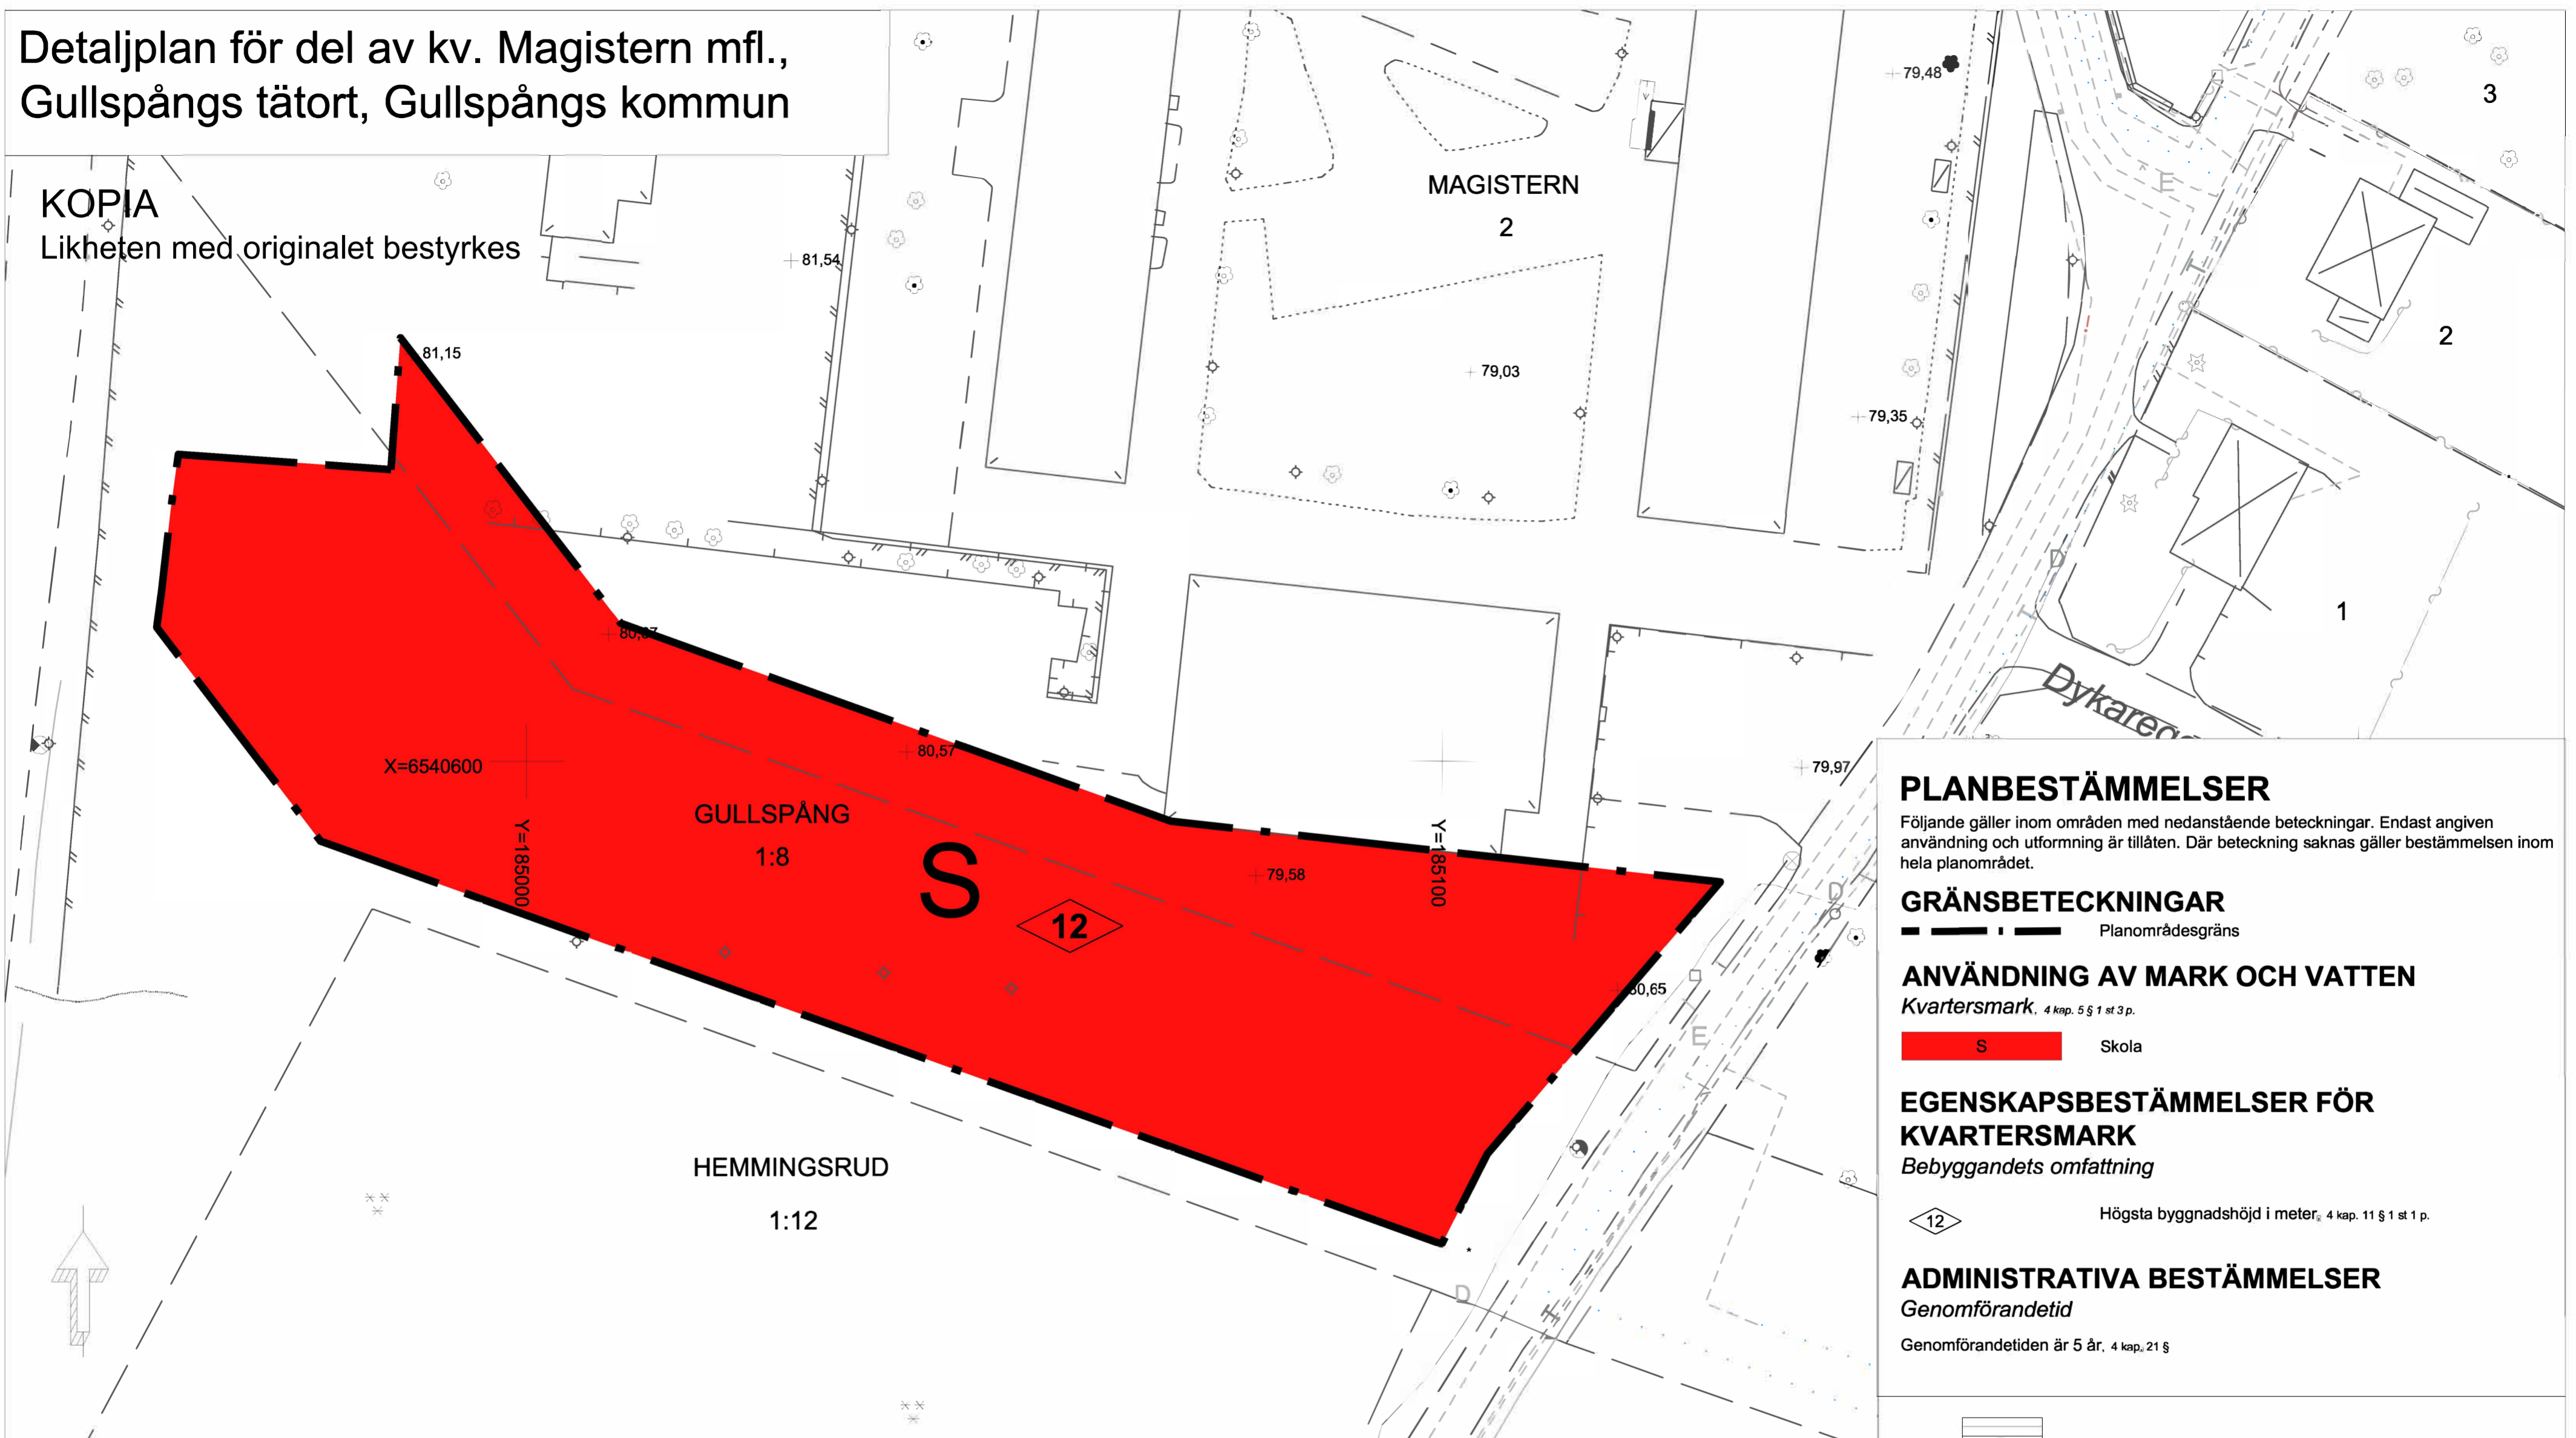 Detaljplan för del av kv. Magistern mfl.,
Gullspångs tätort, Gullspångs kommun
KOPIA
Likheten med originalet bestyrkes
79,48
3
MAGISTERN
2
E
T
81,54
2
81,15
79,03
79,35
D
1
Dykareg
X=6540600
80,57
79,97
GULLSPÅNG
1:8
S
12
Y=185000
Y=185100
79,58
D
E
HEMMINGSRUD
1:12
D
PLANBESTÄMMELSER
Följande gäller inom områden med nedanstående beteckningar. Endast angiven
användning och utformning är tillåten. Där beteckning saknas gäller bestämmelsen inom
hela planområdet.
GRÄNSBETECKNINGAR
Planområdesgräns
ANVÄNDNING AV MARK OCH VATTEN
Kvartersmark, 4 kap. 5 § 1 st 3 p.
S Skola
EGENSKAPSBESTÄMMELSER FÖR
KVARTERSMARK
Bebyggandets omfattning
12 Högsta byggnadshöjd i meter, 4 kap. 11 § 1 st 1 p.
ADMINISTRATIVA BESTÄMMELSER
Genomförandetid
Genomförandetiden är 5 år, 4 kap. 21 §